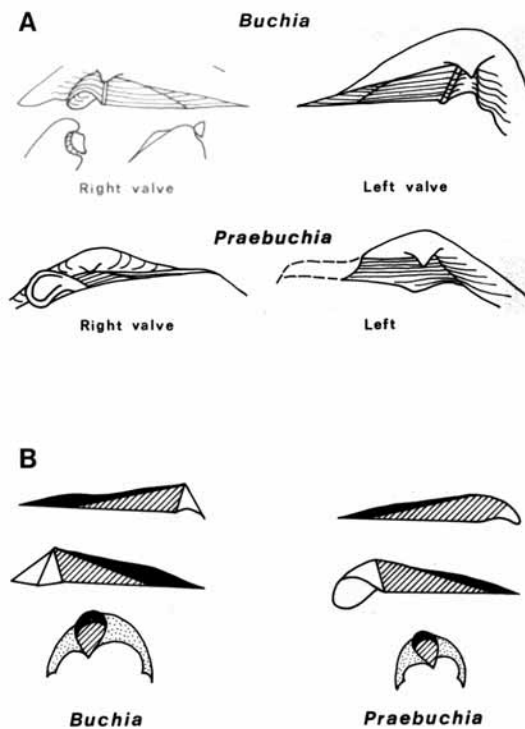 A
Buchia
Right valve
Left valve
Praebuchia
Right valve
Left
B
Buchia
Praebuchia